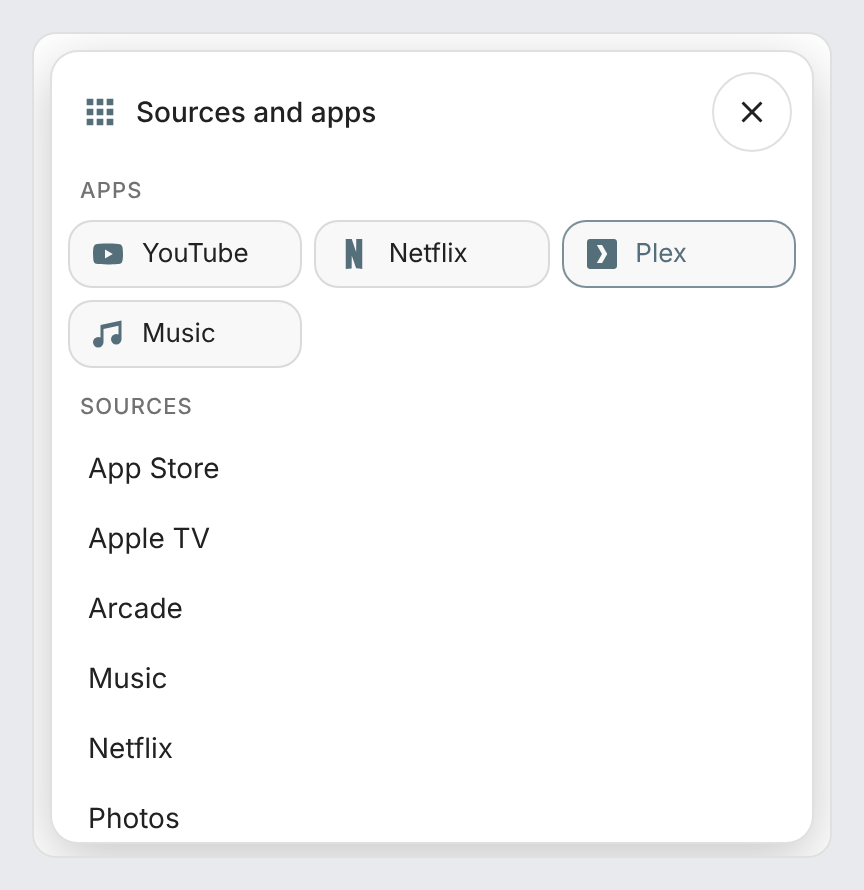 Sources and apps
APPS
YouTube
Netflix
Plex
Music
SOURCES
App Store
Apple TV
Arcade
Music
Netflix
Photos